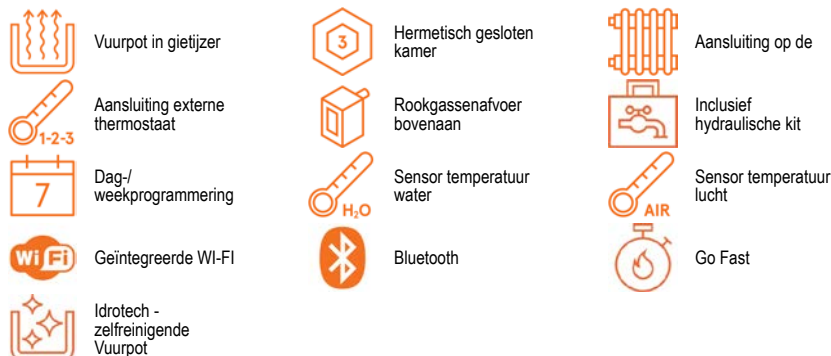 Vuurpot in gietijzer
3
Hermetisch gesloten
kamer
Aansluiting op de
1-2-3
Aansluiting externe
thermostaat
Rookgassenafvoer
bovenaan
Inclusief
hydraulische kit
7
Dag-/
weekprogrammering
H₂O
Sensor temperatuur
water
AIR
Sensor temperatuur
lucht
Wi Fi
Geïntegreerde WI-FI
Bluetooth
Go Fast
Idrotech -
zelfreinigende
Vuurpot